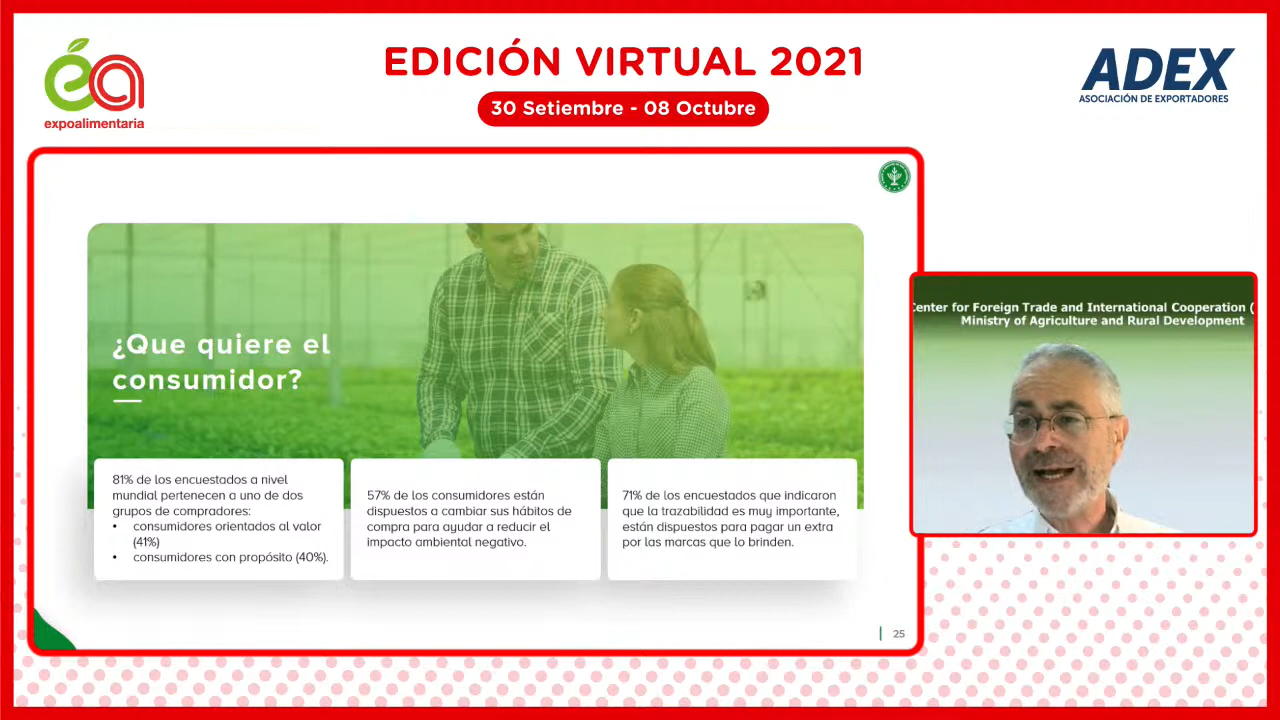 EDICIÓN VIRTUAL 2021
30 Setiembre - 08 Octubre
éa
expoalimentaria
ADEX
ASOCIACIÓN DE EXPORTADORES
¿Que quiere el
consumidor?
81% de los encuestados a nivel
mundial pertenecen a uno de dos
grupos de compradores:
• consumidores orientados al valor
(41%)
• consumidores con propósito (40%).
57% de los consumidores están
dispuestos a cambiar sus hábitos de
compra para ayudar a reducir el
impacto ambiental negativo.
71% de los encuestados que indicaron
que la trazabilidad es muy importante,
están dispuestos para pagar un extra
por las marcas que lo brinden.
25
Center for Foreign Trade and International Cooperation (
Ministry of Agriculture and Rural Development